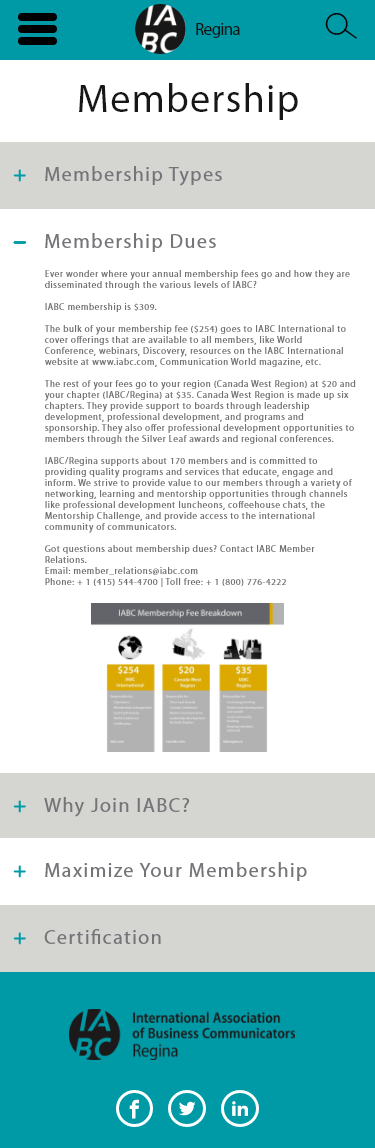 IABC Regina
Membership
Membership Types
Membership Dues
Ever wonder where your annual membership fees go and how they are
disseminated through the various levels of IABC?
IABC membership is $309.
The bulk of your membership fee ($254) goes to IABC International to
cover offerings that are available to all members, like World
Conference, webinars, Discovery, resources on the IABC International
website at www.iabc.com, Communication World magazine, etc.
The rest of your fees go to your region (Canada West Region) at $20 and
your chapter (IABC/Regina) at $35. Canada West Region is made up six
chapters. They provide support to boards through leadership
development, professional development, and programs and
sponsorship. They also offer professional development opportunities to
members through the Silver Leaf awards and regional conferences.
IABC/Regina supports about 170 members and is committed to
providing quality programs and services that educate, engage and
inform. We strive to provide value to our members through a variety of
networking, learning and mentorship opportunities through channels
like professional development luncheons, coffeehouse chats, the
Mentorship Challenge, and provide access to the international
community of communicators.
Got questions about membership dues? Contact IABC Member
Relations.
Email: member_relations@iabc.com
Phone: + 1 (415) 544-4700 | Toll free: + 1 (800) 776-4222
IABC Membership Fee Breakdown
$254 $20 $35
IABC International Canada West Region IABC Regina
Why Join IABC?
Maximize Your Membership
Certification
IABC
International Association
of Business Communicators
Regina